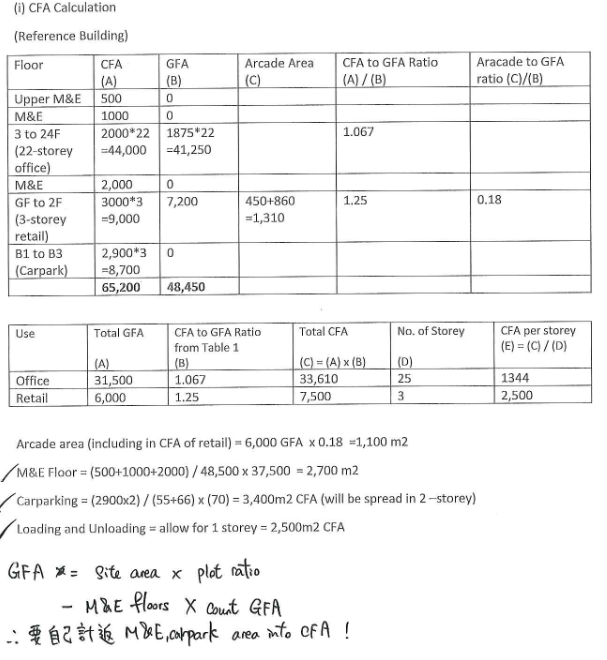 (i) CFA Calculation
(Reference Building)
Floor CFA (A) GFA (B) Arcade Area (C) CFA to GFA Ratio (A) / (B) Aracade to GFA ratio (C)/(B)
Upper M&E 500 0
M&E 1000 0
3 to 24F (22-storey office) 2000*22 =44,000 1875*22 =41,250 1.067
M&E 2,000 0
GF to 2F (3-storey retail) 3000*3 =9,000 7,200 450+860 =1,310 1.25 0.18
B1 to B3 (Carpark) 2,900*3 =8,700 0
65,200 48,450
Use Total GFA (A) CFA to GFA Ratio from Table 1 (B) Total CFA (C) = (A) x (B) No. of Storey (D) CFA per storey (E) = (C) / (D)
Office 31,500 1.067 33,610 25 1344
Retail 6,000 1.25 7,500 3 2,500
Arcade area (including in CFA of retail) = 6,000 GFA x 0.18 =1,100 m2
M&E Floor = (500+1000+2000) / 48,500 x 37,500 = 2,700 m2
Carparking = (2900x2) / (55+66) x (70) = 3,400m2 CFA (will be spread in 2 –storey)
Loading and Unloading = allow for 1 storey = 2,500m2 CFA
GFA = Site area x plot ratio
- M&E floors X count GFA
∴ 要自己計返 M&E, carpark area into CFA !